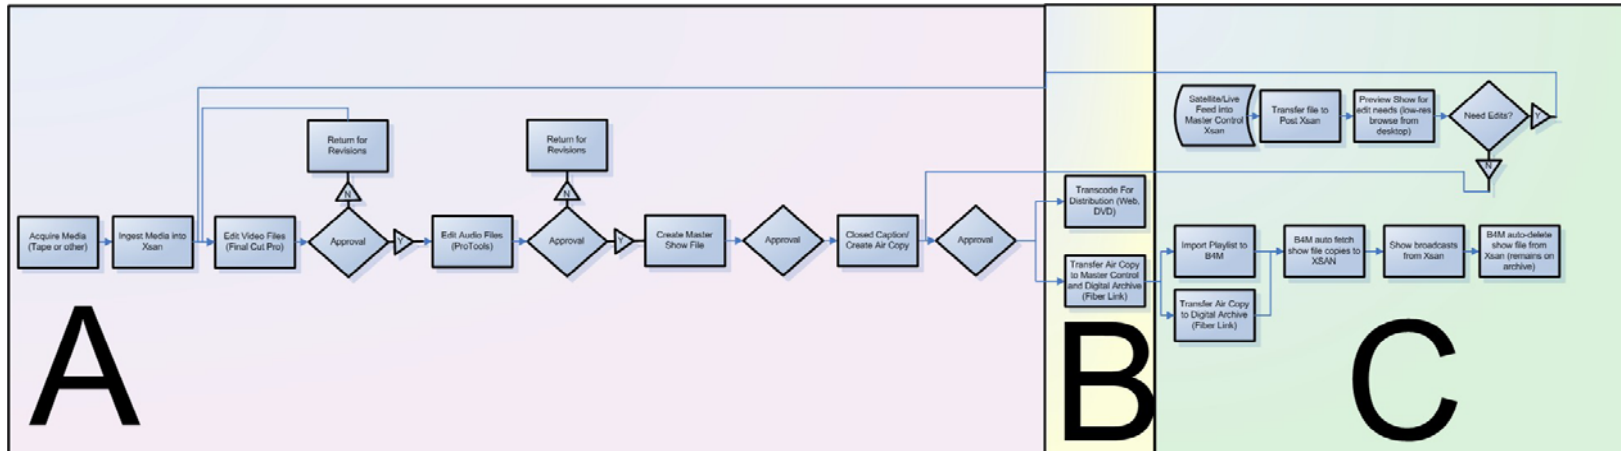 Acquire Media
(Tape or other)
Ingest Media into
Xsan
Edit Video Files
(Final Cut Pro)
Return for
Revisions
N
Approval
Y
Edit Audio Files
(ProTools)
Return for
Revisions
N
Approval
Y
Create Master
Show File
Approval
Closed Caption/
Create Air Copy
Approval
A
Transcode For
Distribution (Web,
DVD)
Transfer Air Copy
to Master Control
and Digital Archive
(Fiber Link)
B
Satellite/Live
Feed into
Master Control
Xsan
Transfer file to
Post Xsan
Preview Show for
edit needs (low-res
browse from
desktop)
Need Edits?
Y
N
Import Playlist to
B4M
Transfer Air Copy
to Digital Archive
(Fiber Link)
B4M auto fetch
show file copies to
XSAN
Show broadcasts
from Xsan
B4M auto-delete
show file from
Xsan (remains on
archive)
C